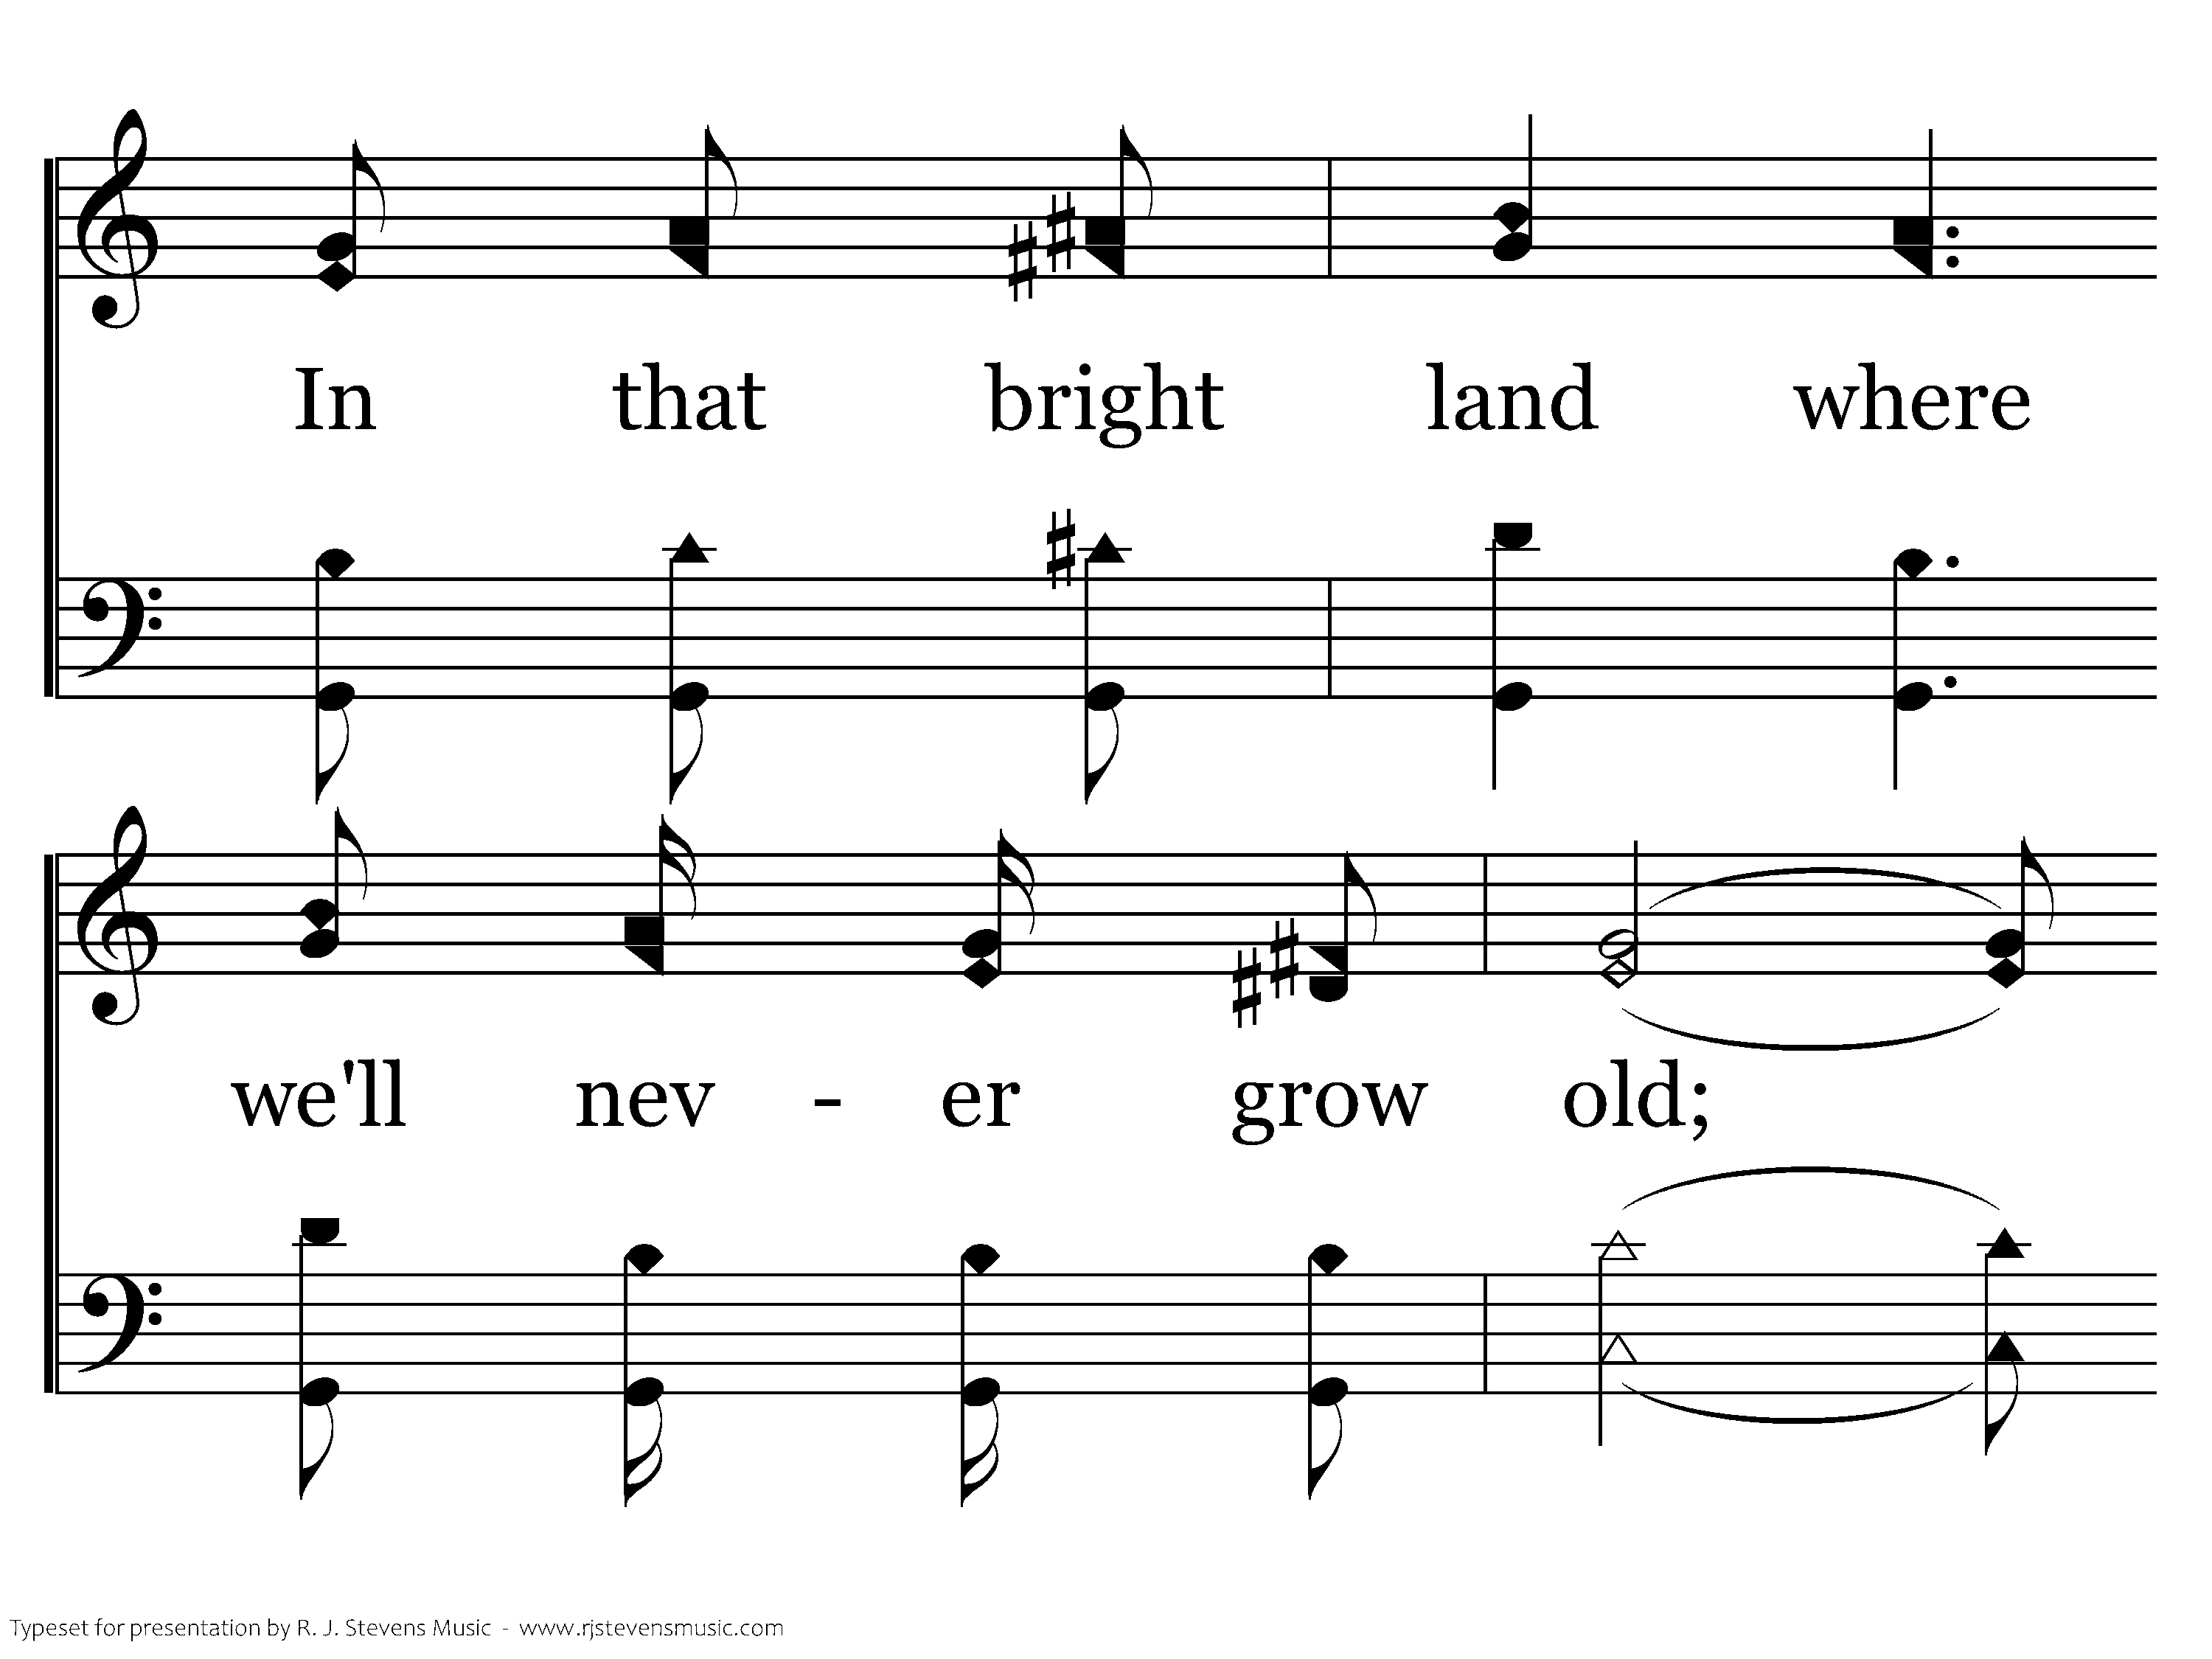 In that bright land where
we'll nev - er grow old;
Typeset for presentation by R. J. Stevens Music - www.rjstevensmusic.com